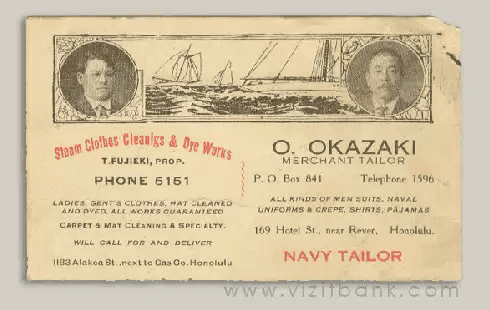 Steam Clothes Cleanigs & Dye Works
T. FUJIEKI, PROP.
PHONE 5151
LADIES, GENT'S CLOTHES, HAT CLEANED
AND DYED, ALL WORKS GUARANTEED
CARPET & MAT CLEANING A SPECIALTY.
WILL CALL FOR AND DELIVER
1183 Alakea St., next to Gas Co. Honolulu
O. OKAZAKI
MERCHANT TAILOR
P. O. Box 841 Telephone 1596
ALL KINDS OF MEN SUITS, NAVAL
UNIFORMS & CREPE, SHIRTS, PAJAMAS
169 Hotel St., near Rever, Honolulu.
NAVY TAILOR
www.vizitbank.com